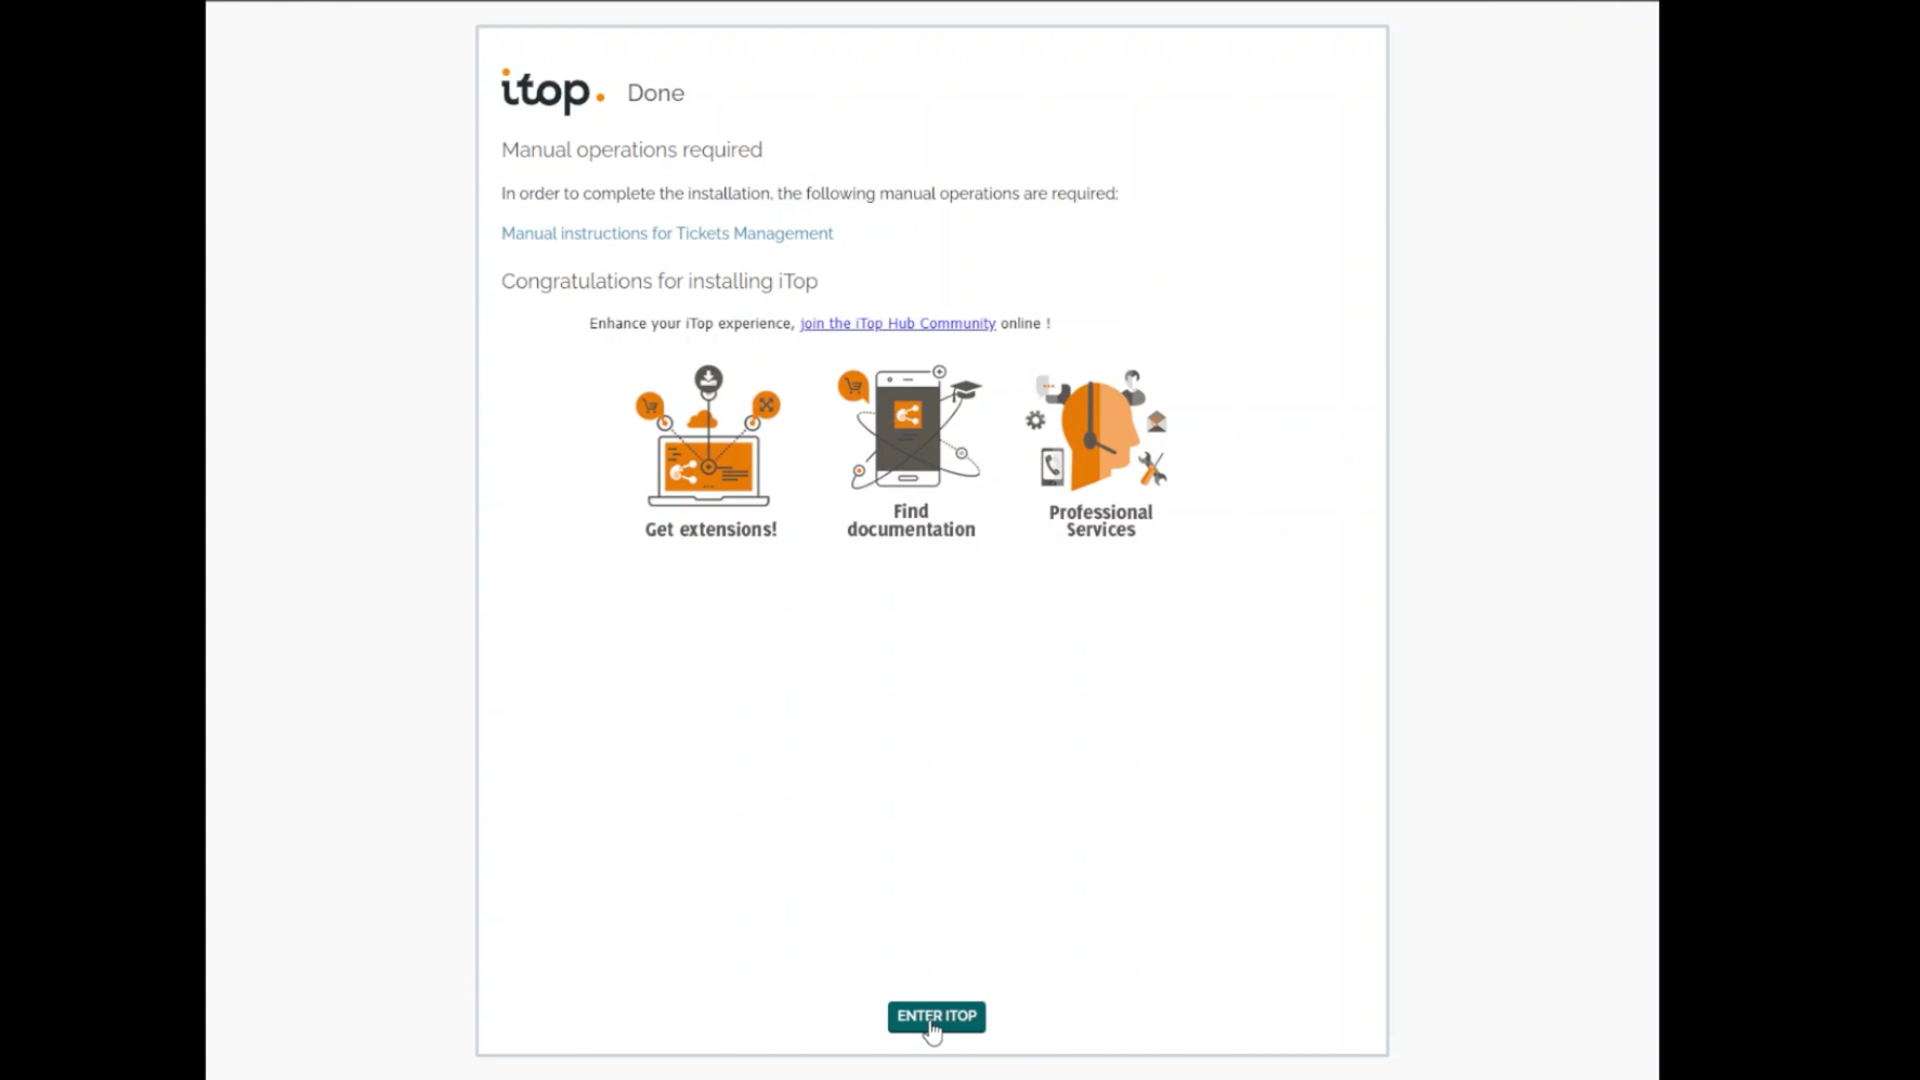 itop. Done
Manual operations required
In order to complete the installation, the following manual operations are required:
Manual instructions for Tickets Management
Congratulations for installing iTop
Enhance your iTop experience, join the iTop Hub Community online !
Get extensions!
Find
documentation
Professional
Services
ENTER ITOP